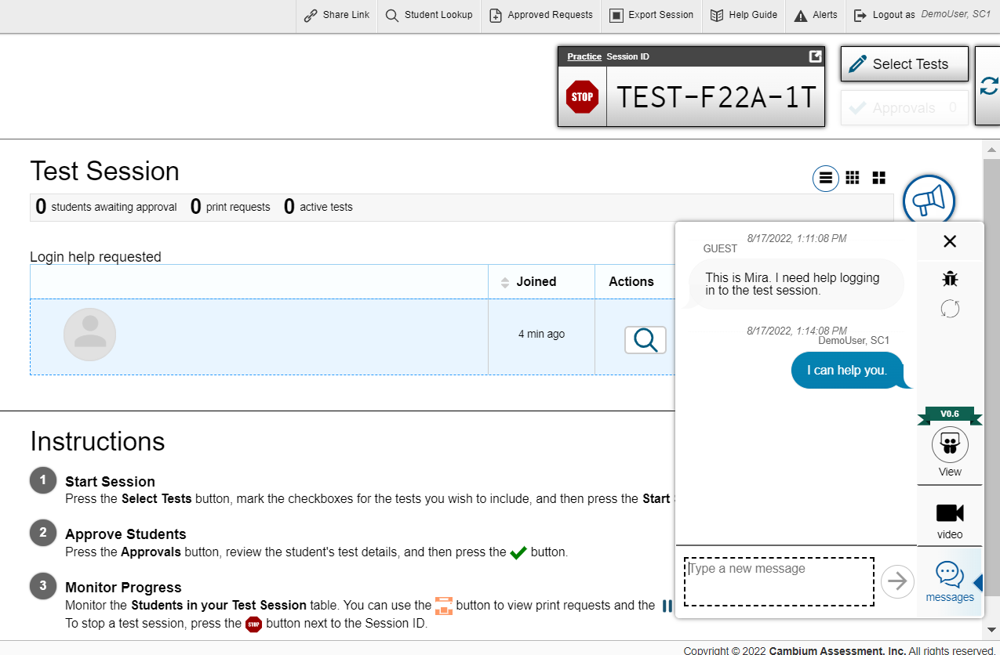 Share Link
Student Lookup
Approved Requests
Export Session
Help Guide
Alerts
Logout as DemoUser, SC1
Practice Session ID
STOP
TEST-F22A-1T
Select Tests
Approvals 0
Test Session
0 students awaiting approval 0 print requests 0 active tests
Login help requested
Joined Actions
4 min ago
8/17/2022, 1:11:08 PM
GUEST
This is Mira. I need help logging
in to the test session.
8/17/2022, 1:14:08 PM
DemoUser, SC1
I can help you.
V0.6
View
video
Type a new message
messages
Instructions
1 Start Session
Press the Select Tests button, mark the checkboxes for the tests you wish to include, and then press the Start
2 Approve Students
Press the Approvals button, review the student's test details, and then press the button.
3 Monitor Progress
Monitor the Students in your Test Session table. You can use the button to view print requests and the
To stop a test session, press the STOP button next to the Session ID.
Copyright © 2022 Cambium Assessment, Inc. All rights reserved.